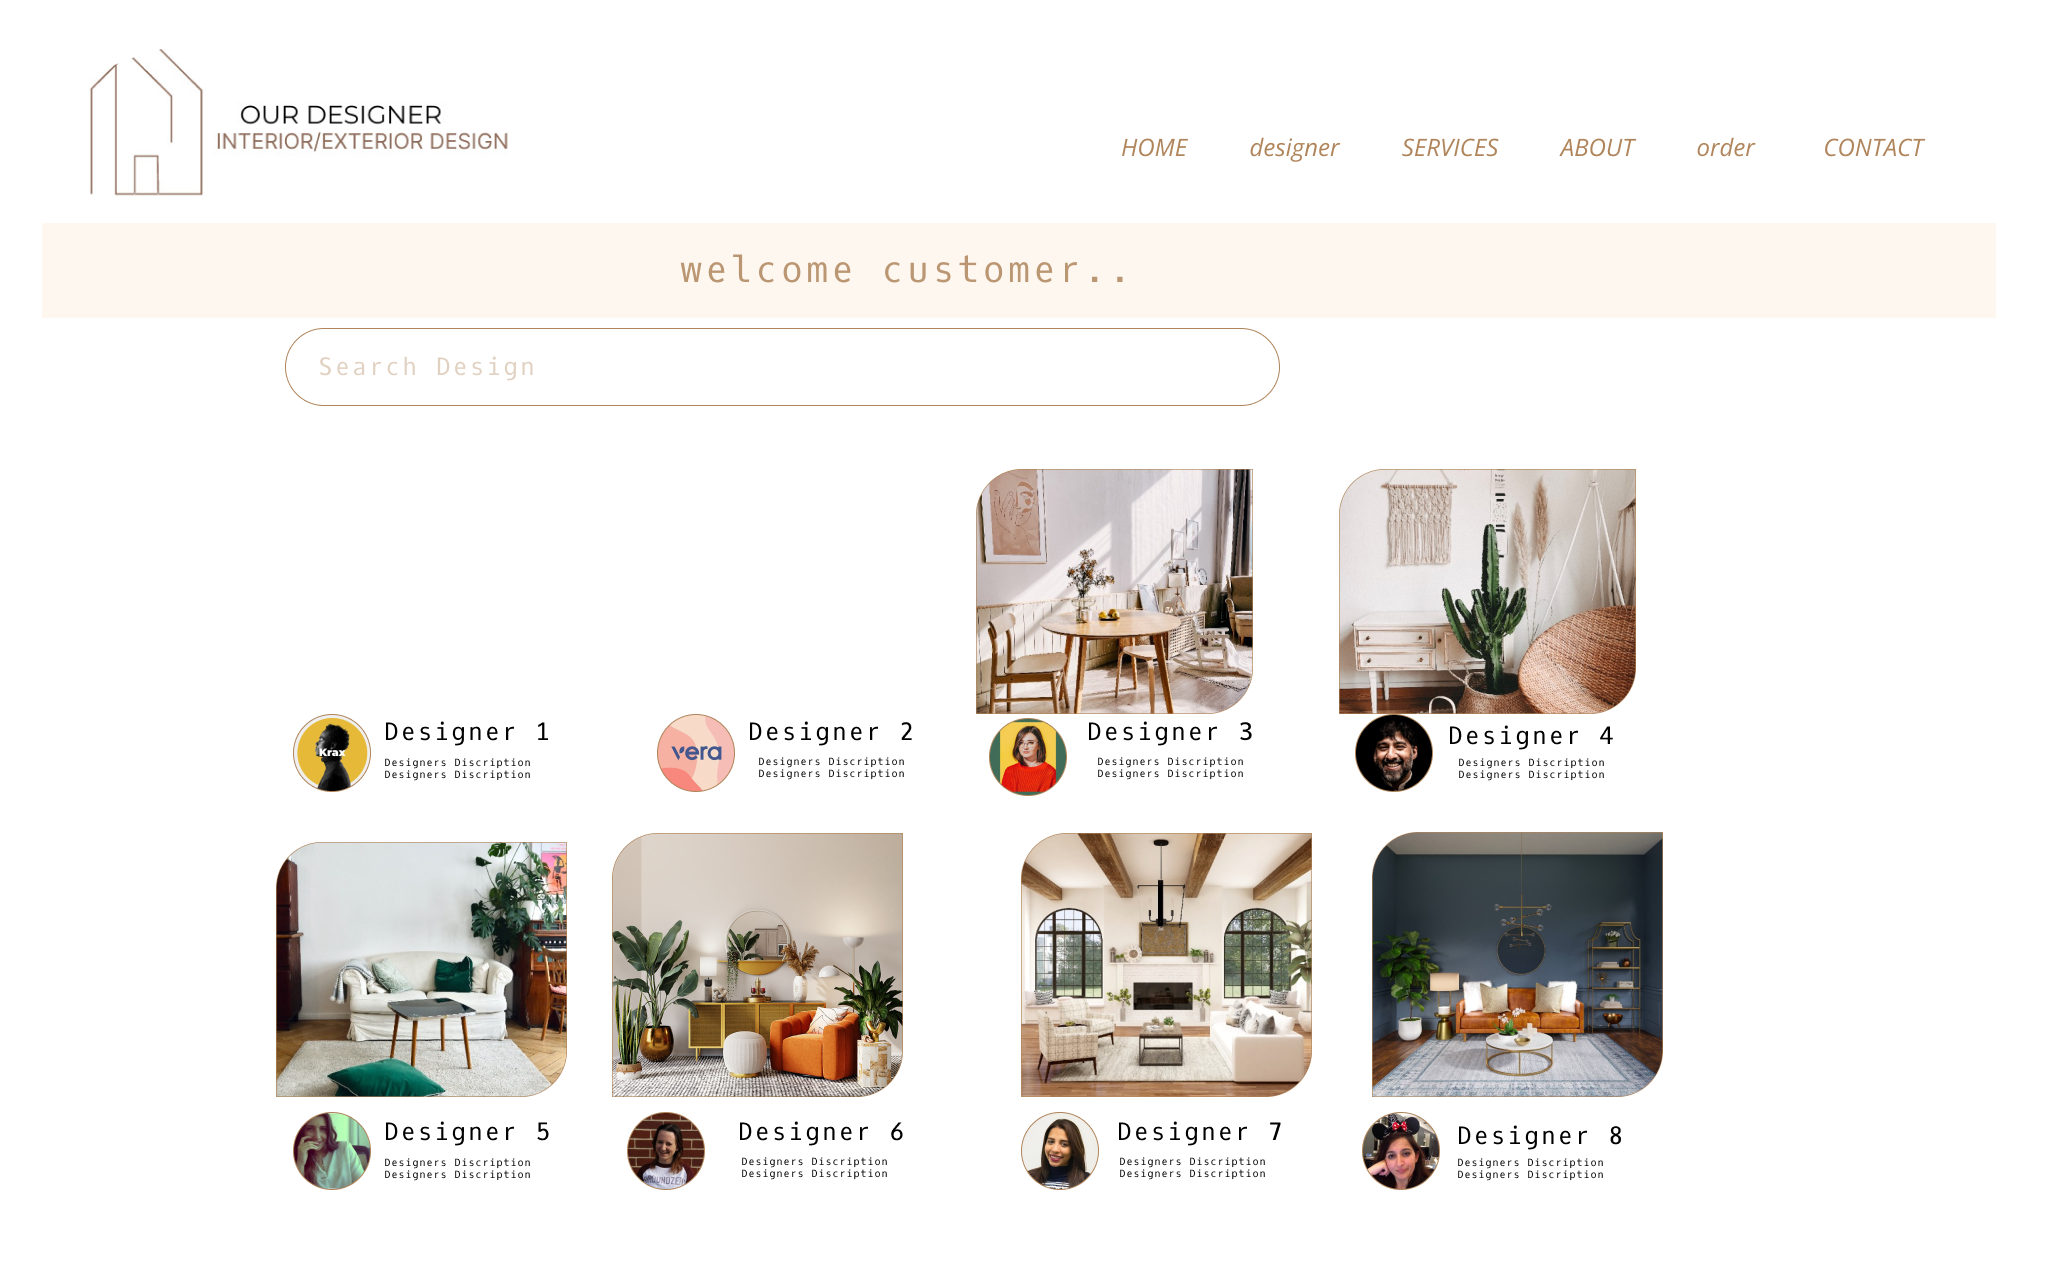 OUR DESIGNER
INTERIOR/EXTERIOR DESIGN
HOME designer SERVICES ABOUT order CONTACT
welcome customer..
Search Design
Krax
Designer 1
Designers Discription
Designers Discription
vera
Designer 2
Designers Discription
Designers Discription
Designer 3
Designers Discription
Designers Discription
Designer 4
Designers Discription
Designers Discription
Designer 5
Designers Discription
Designers Discription
Designer 6
Designers Discription
Designers Discription
Designer 7
Designers Discription
Designers Discription
Designer 8
Designers Discription
Designers Discription